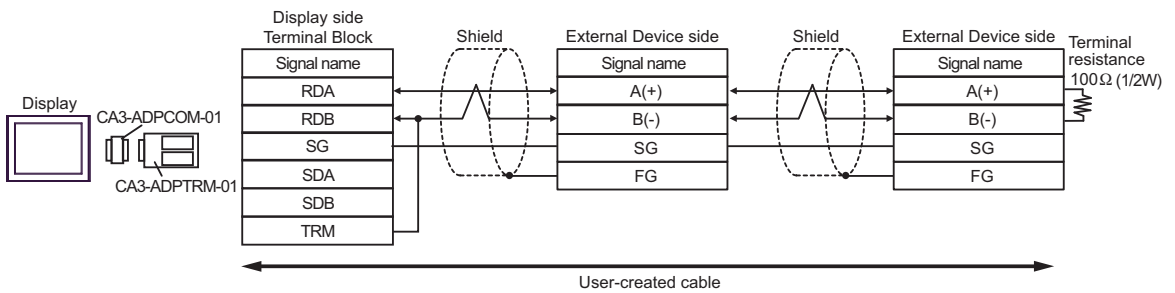 Display
CA3-ADPCOM-01
CA3-ADPTRM-01
Display side
Terminal Block
Signal name
RDA
RDB
SG
SDA
SDB
TRM
Shield
External Device side
Signal name
A(+)
B(-)
SG
FG
Shield
External Device side
Signal name
A(+)
B(-)
SG
FG
Terminal
resistance
100Ω (1/2W)
User-created cable